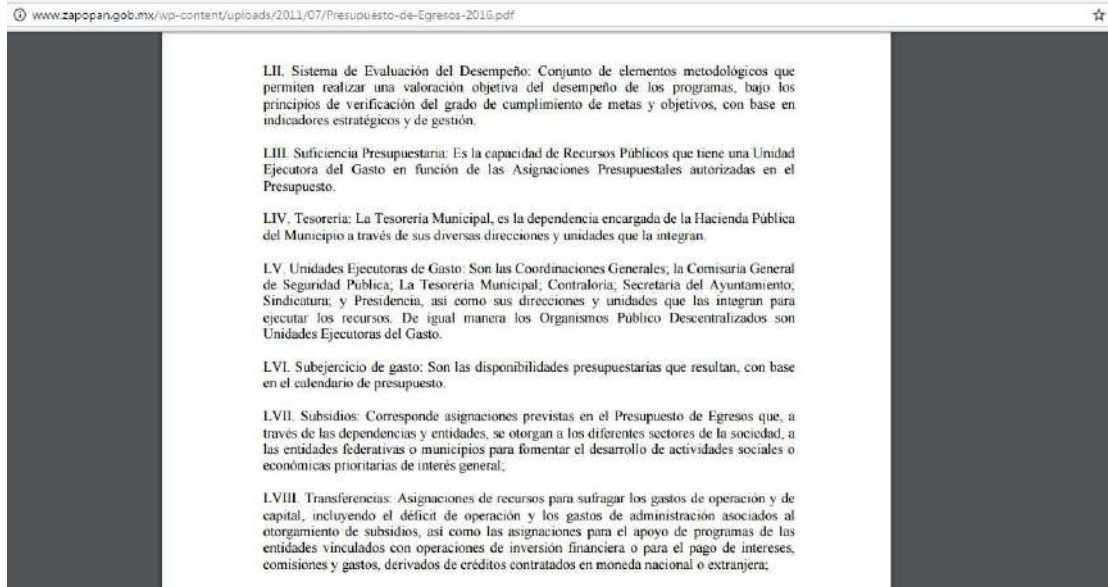 www.zapopan.gob.mx/wp-content/uploads/2011/07/Presupuesto-de-Egresos-2016.pdf
LII. Sistema de Evaluación del Desempeño: Conjunto de elementos metodológicos que
permiten realizar una valoración objetiva del desempeño de los programas, bajo los
principios de verificación del grado de cumplimiento de metas y objetivos, con base en
indicadores estratégicos y de gestión.
LIII. Suficiencia Presupuestaria: Es la capacidad de Recursos Públicos que tiene una Unidad
Ejecutora del Gasto en función de las Asignaciones Presupuestales autorizadas en el
Presupuesto.
LIV. Tesorería: La Tesorería Municipal, es la dependencia encargada de la Hacienda Pública
del Municipio a través de sus diversas direcciones y unidades que la integran.
LV. Unidades Ejecutoras de Gasto: Son las Coordinaciones Generales; la Comisaría General
de Seguridad Pública; La Tesorería Municipal; Contraloría; Secretaría del Ayuntamiento;
Sindicatura; y Presidencia, así como sus direcciones y unidades que las integran para
ejecutar los recursos. De igual manera los Organismos Público Descentralizados son
Unidades Ejecutoras del Gasto.
LVI. Subejercicio de gasto: Son las disponibilidades presupuestarias que resultan, con base
en el calendario de presupuesto.
LVII. Subsidios: Corresponde asignaciones previstas en el Presupuesto de Egresos que, a
través de las dependencias y entidades, se otorgan a los diferentes sectores de la sociedad, a
las entidades federativas o municipios para fomentar el desarrollo de actividades sociales o
económicas prioritarias de interés general;
LVIII. Transferencias: Asignaciones de recursos para sufragar los gastos de operación y de
capital, incluyendo el déficit de operación y los gastos de administración asociados al
otorgamiento de subsidios, así como las asignaciones para el apoyo de programas de las
entidades vinculados con operaciones de inversión financiera o para el pago de intereses,
comisiones y gastos, derivados de créditos contratados en moneda nacional o extranjera;